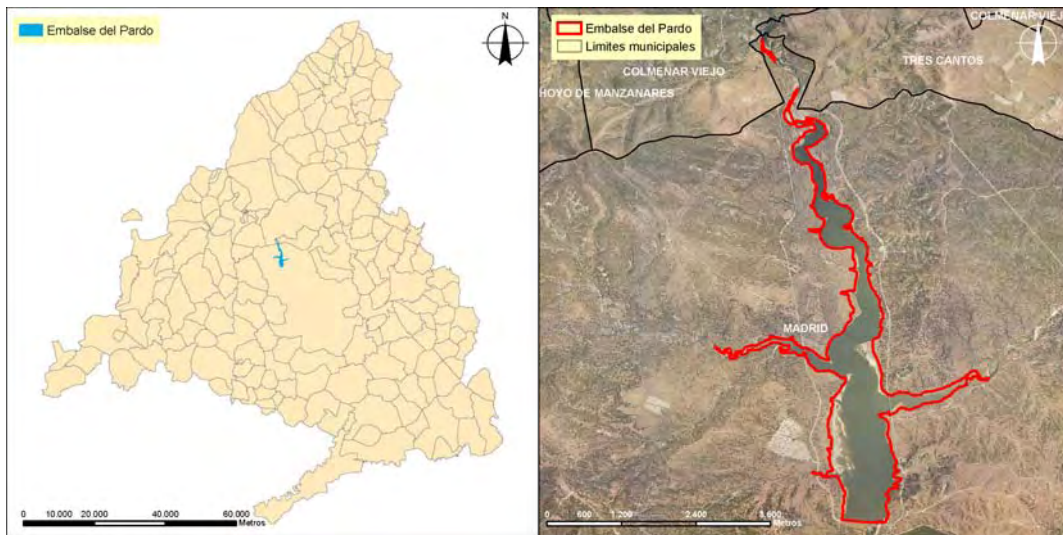 Embalse del Pardo
N
0 10.000 20.000 40.000 60.000
Metros
Embalse del Pardo
Límites municipales
COLMENAR VIEJO
N
TRES CANTOS
COLMENAR VIEJO
HOYO DE MANZANARES
MADRID
0 600 1.200 2.400 3.600
Metros